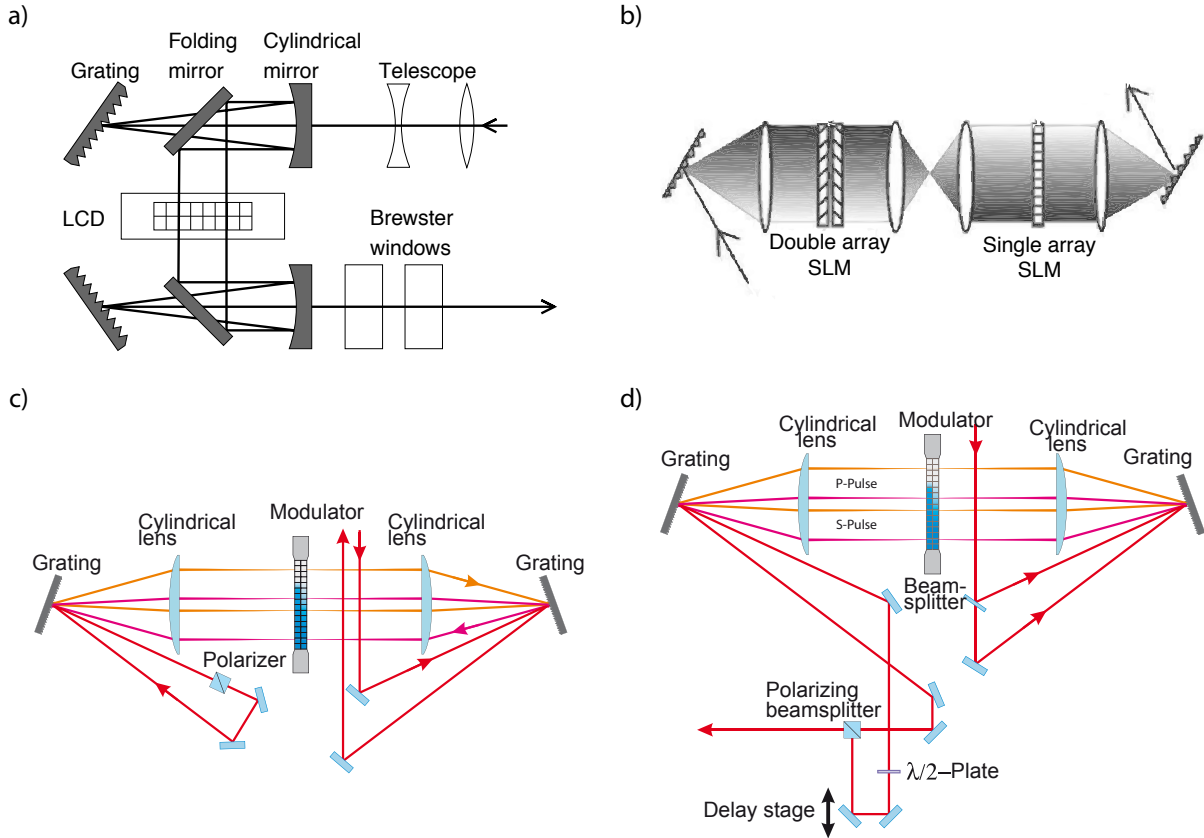 a)
Folding
mirror
Cylindrical
mirror
Grating
Telescope
LCD
Brewster
windows
b)
Double array
SLM
Single array
SLM
c)
Cylindrical
lens
Modulator
Cylindrical
lens
Grating
Grating
Polarizer
d)
Cylindrical
lens
Modulator
Cylindrical
lens
Grating
Grating
P-Pulse
S-Pulse
Beam-
splitter
Polarizing
beamsplitter
λ/2–Plate
Delay stage